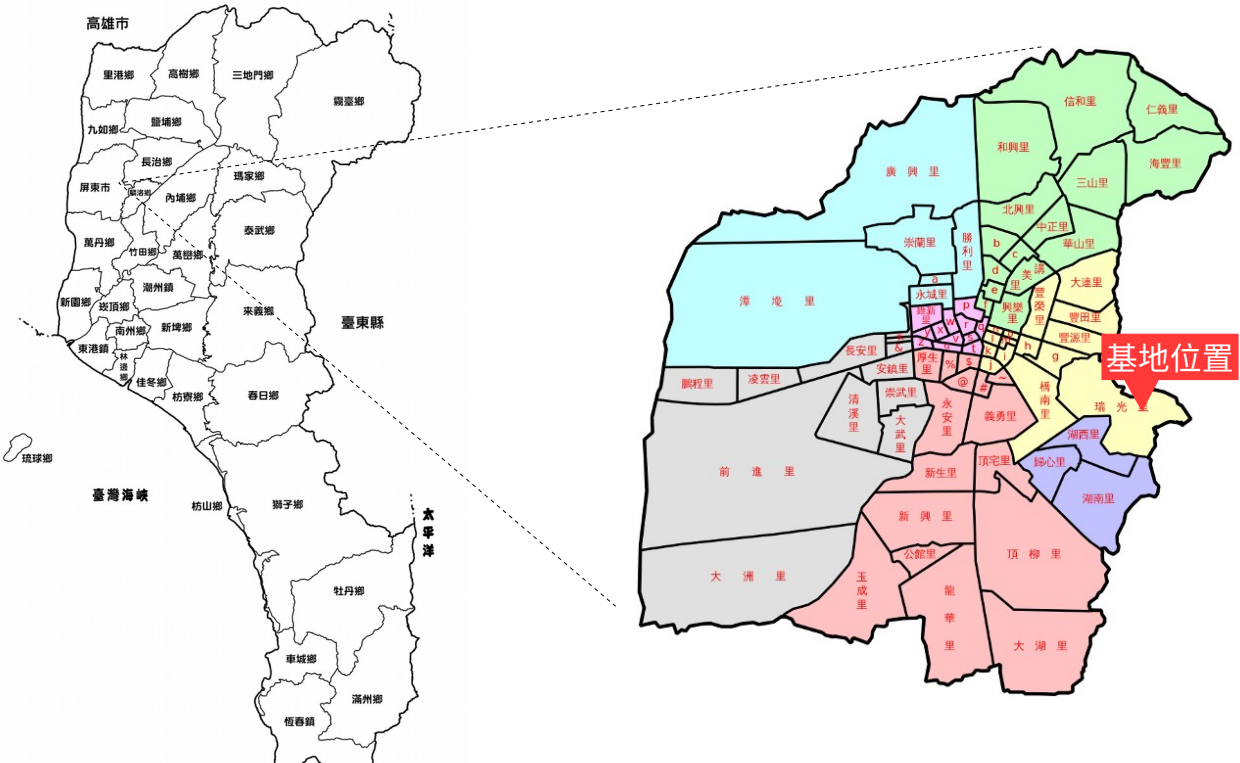 高雄市
里港鄉
高樹鄉
三地門鄉
霧臺鄉
九如鄉
鹽埔鄉
長治鄉
屏東市
麟洛鄉
內埔鄉
瑪家鄉
萬丹鄉
竹田鄉
萬巒鄉
泰武鄉
新園鄉
崁頂鄉
潮州鎮
來義鄉
臺東縣
東港鎮
南州鄉
新埤鄉
林邊鄉
佳冬鄉
枋寮鄉
春日鄉
琉球鄉
臺灣海峽
枋山鄉
獅子鄉
太平洋
牡丹鄉
車城鄉
滿州鄉
恆春鎮
信和里
仁義里
和興里
海豐里
廣興里
三山里
北興里
中正里
崇蘭里
勝利里
華山里
b
c
d
e
美講里
大連里
a
永城里
潭墘里
維新里
p
興樂里
豐榮里
豐田里
豐源里
w
r
q
y
x
v
s
z
u
t
h
g
i
k
j
長安里
&
厚生里
%
$
@
#
~
安鎮里
基地位置
瑞光里
鵬程里
凌雲里
崇武里
清溪里
大武里
永安里
義勇里
橋南里
湖西里
前進里
新生里
頂宅里
歸心里
湖南里
新興里
公館里
頂柳里
大洲里
玉成里
龍華里
大湖里